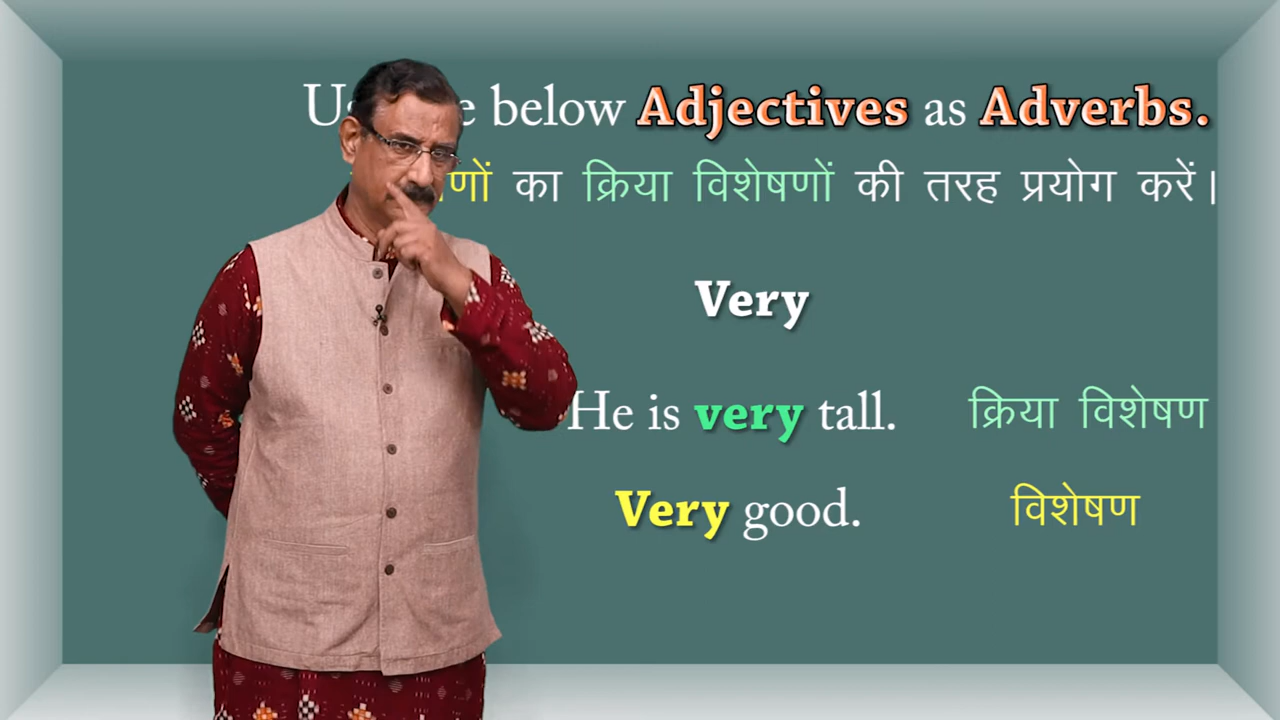 below Adjectives as Adverbs.
का क्रिया विशेषणों की तरह प्रयोग करें।
Very
He is very tall. क्रिया विशेषण
Very good. विशेषण